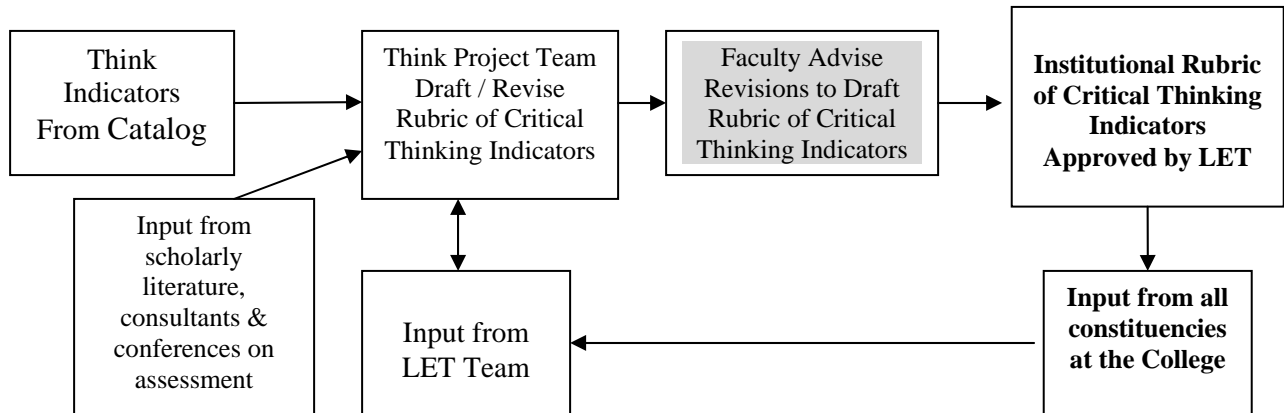 Think
Indicators
From Catalog
Think Project Team
Draft / Revise
Rubric of Critical
Thinking Indicators
Faculty Advise
Revisions to Draft
Rubric of Critical
Thinking Indicators
Institutional Rubric
of Critical Thinking
Indicators
Approved by LET
Input from
scholarly
literature,
consultants &
conferences on
assessment
Input from
LET Team
Input from all
constituencies
at the College